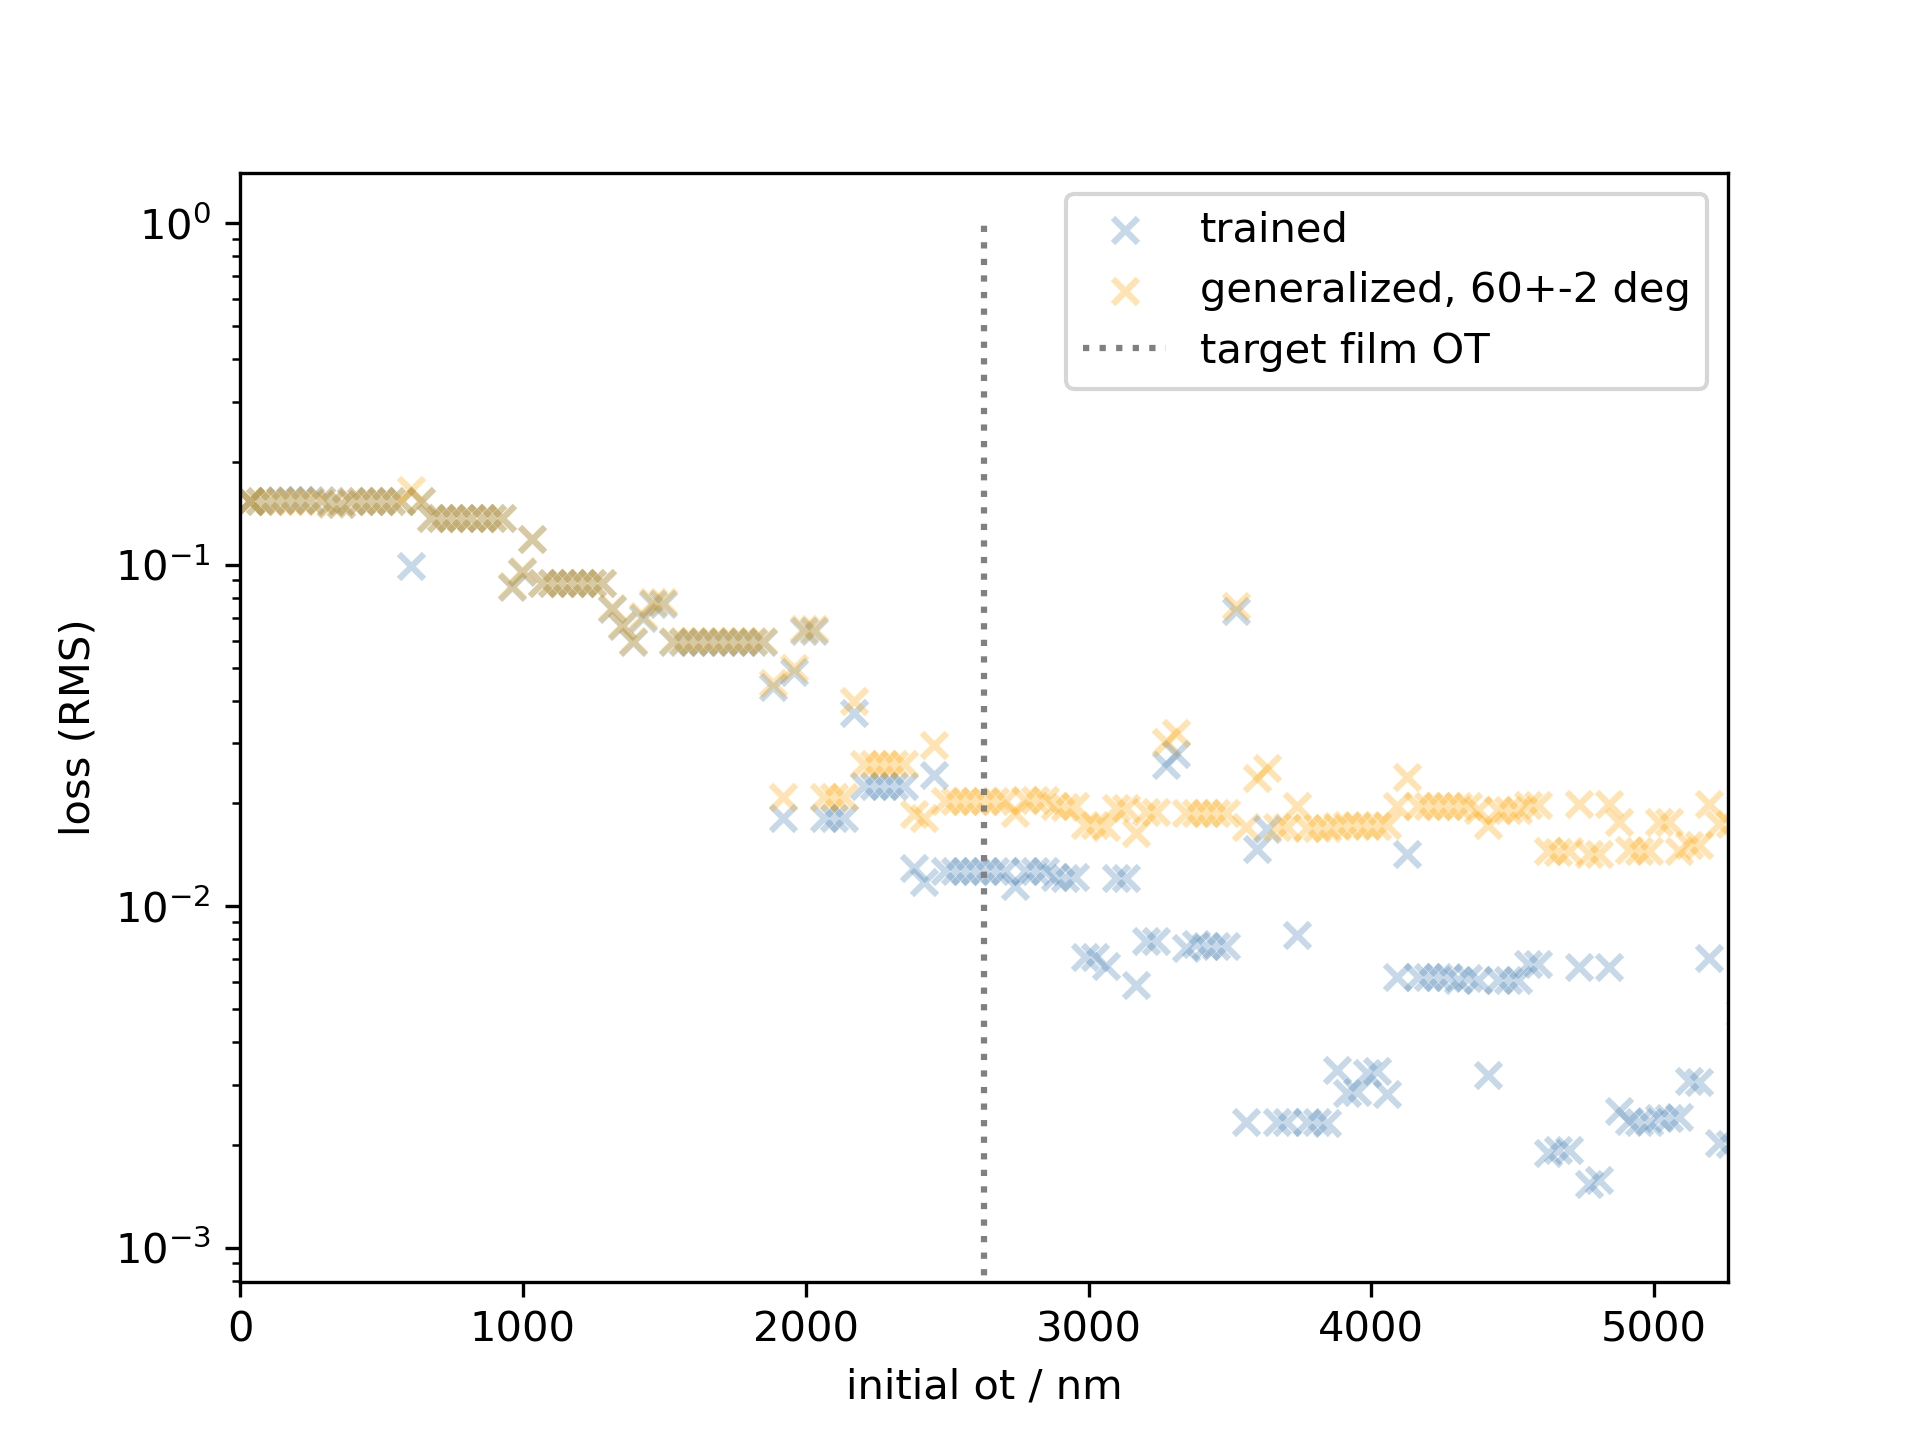 trained
generalized, 60+-2 deg
target film OT
10⁰
10⁻¹
10⁻²
10⁻³
loss (RMS)
0 1000 2000 3000 4000 5000
initial ot / nm